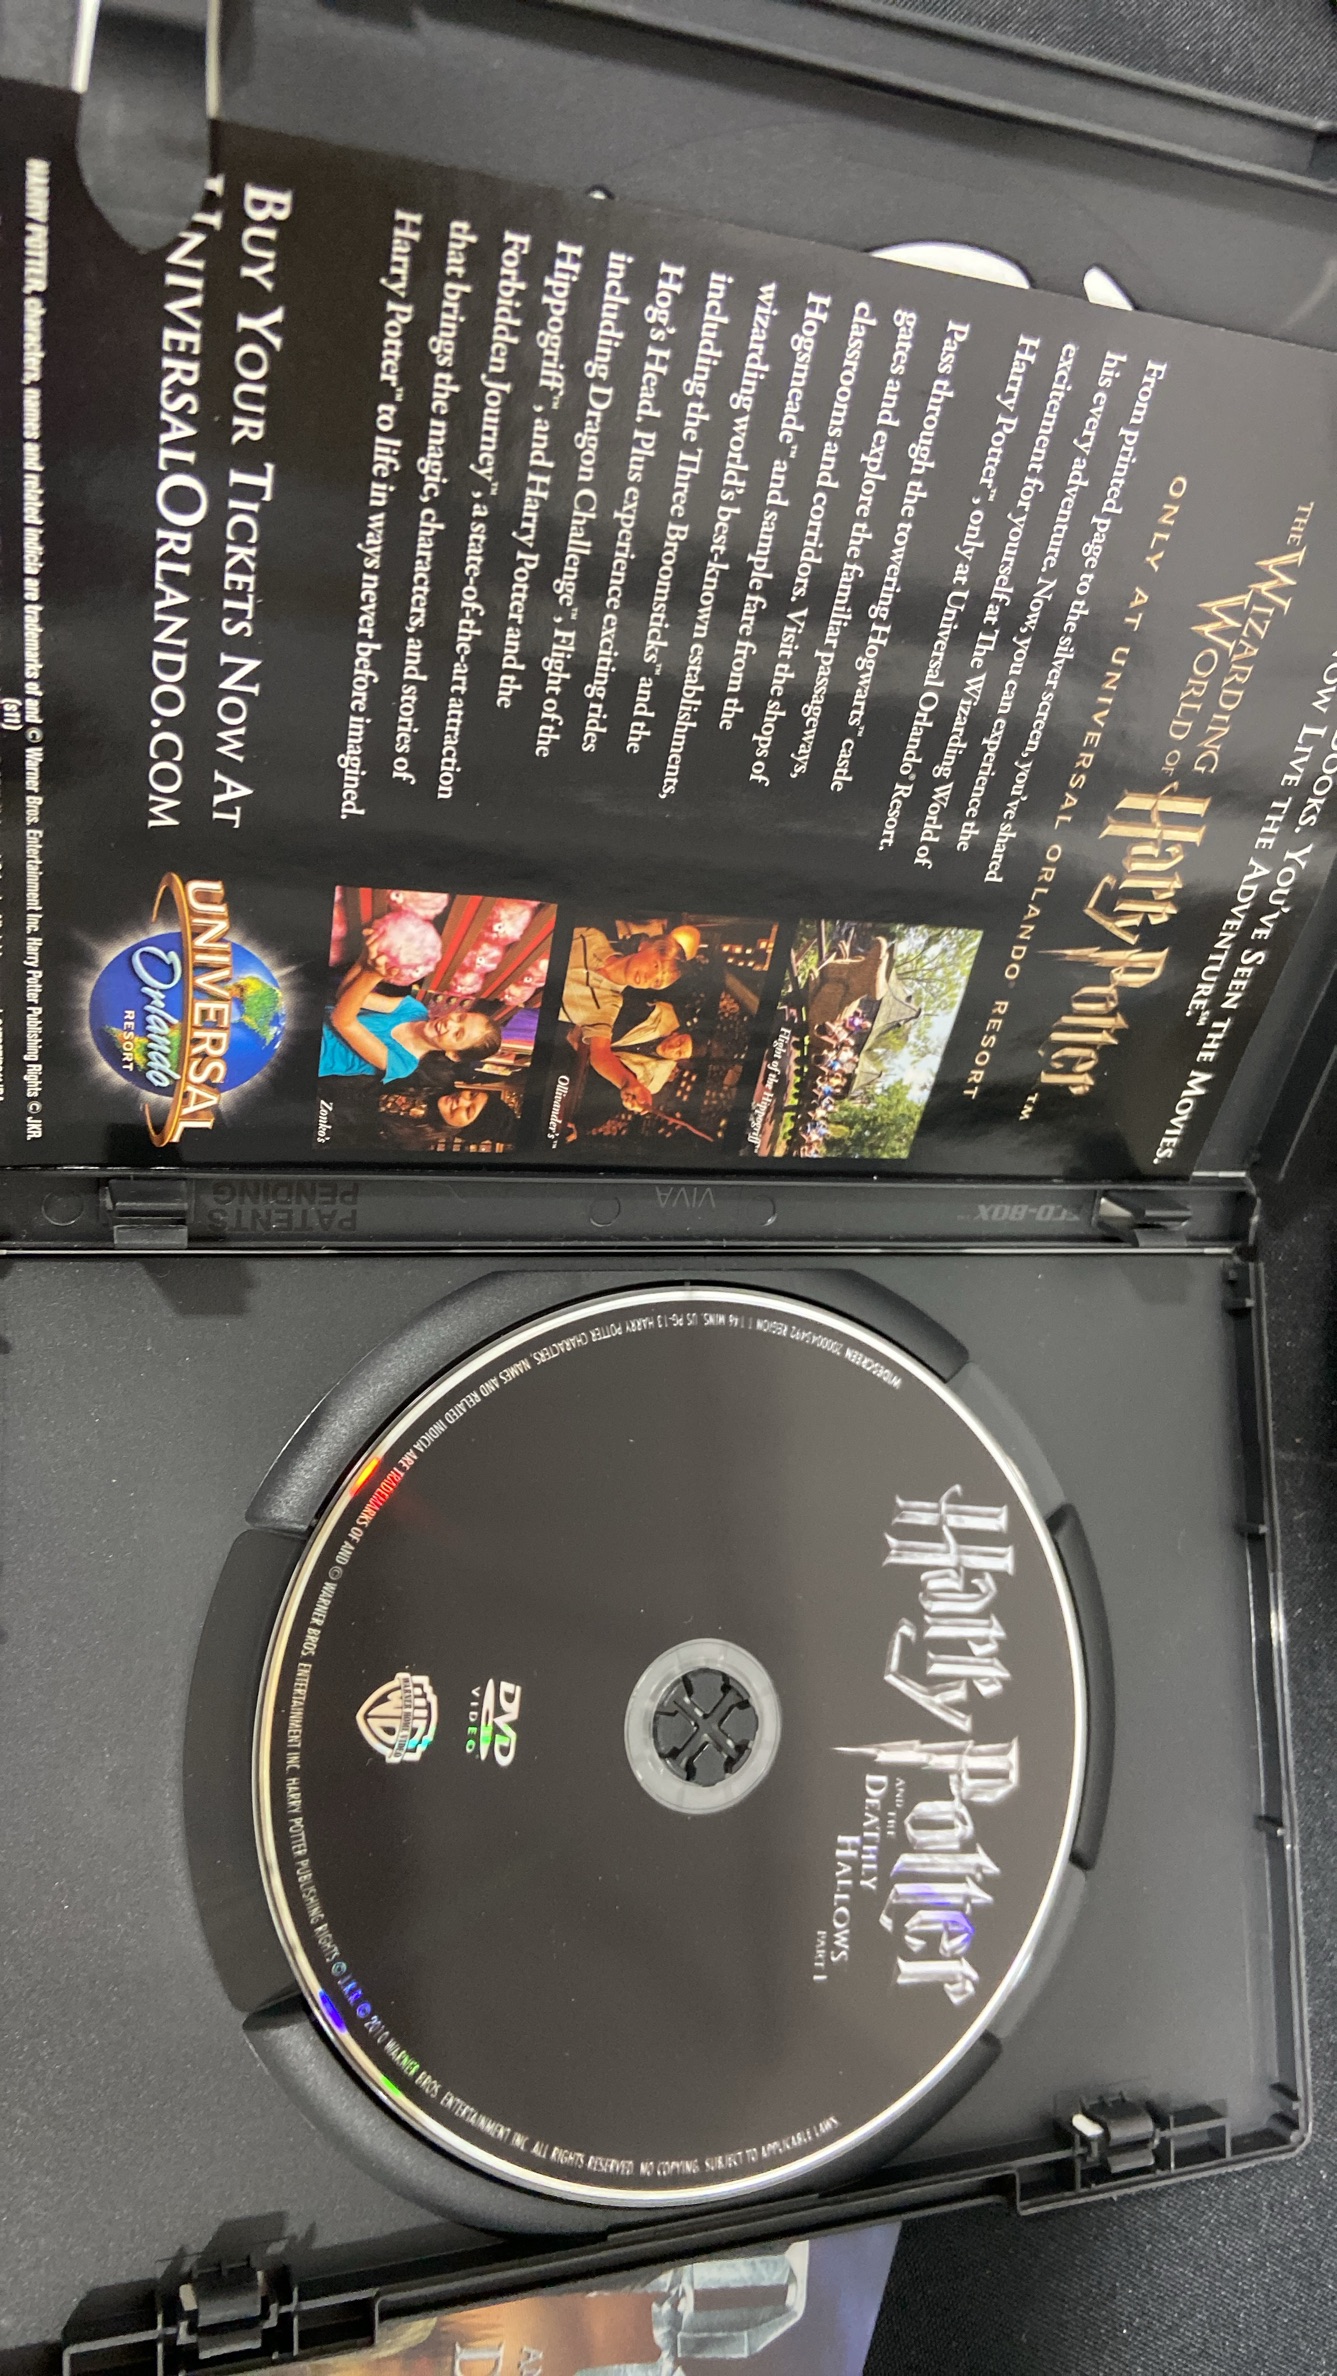 NOW LIVE THE ADVENTURE.℠
BOOKS. YOU'VE SEEN THE MOVIES.
THE WIZARDING
WORLD OF Harry Potter™
ONLY AT UNIVERSAL ORLANDO® RESORT
From printed page to the silver screen, you've shared
his every adventure. Now, you can experience the
excitement for yourself at The Wizarding World of
Harry Potter™, only at Universal Orlando® Resort.
Pass through the towering Hogwarts™ castle
gates and explore the familiar passageways,
classrooms and corridors. Visit the shops of
Hogsmeade™ and sample fare from the
wizarding world's best-known establishments,
including the Three Broomsticks™ and the
Hog's Head. Plus experience exciting rides
including Dragon Challenge™, Flight of the
Hippogriff™, and Harry Potter and the
Forbidden Journey™, a state-of-the-art attraction
that brings the magic, characters, and stories of
Harry Potter™ to life in ways never before imagined.
Flight of the Hippogriff™
Ollivander's™
Zonko's
BUY YOUR TICKETS NOW AT
UNIVERSALORLANDO.COM
UNIVERSAL
Orlando
RESORT
HARRY POTTER, characters, names and related indicia are trademarks of and © Warner Bros. Entertainment Inc. Harry Potter Publishing Rights © JKR.
(s11)
PATENTS
PENDING
VIVA
Harry Potter
AND THE
DEATHLY
HALLOWS
PART 1
DVD
VIDEO
WB
WARNER HOME VIDEO
WIDESCREEN 2000045492 REGION 1 146 MINS. US PG-13 HARRY POTTER CHARACTERS, NAMES AND RELATED INDICIA ARE TRADEMARKS OF AND © WARNER BROS. ENTERTAINMENT INC. HARRY POTTER PUBLISHING RIGHTS © J.K.R. © 2010 WARNER BROS. ENTERTAINMENT INC. ALL RIGHTS RESERVED. NO COPYING. SUBJECT TO APPLICABLE LAWS.